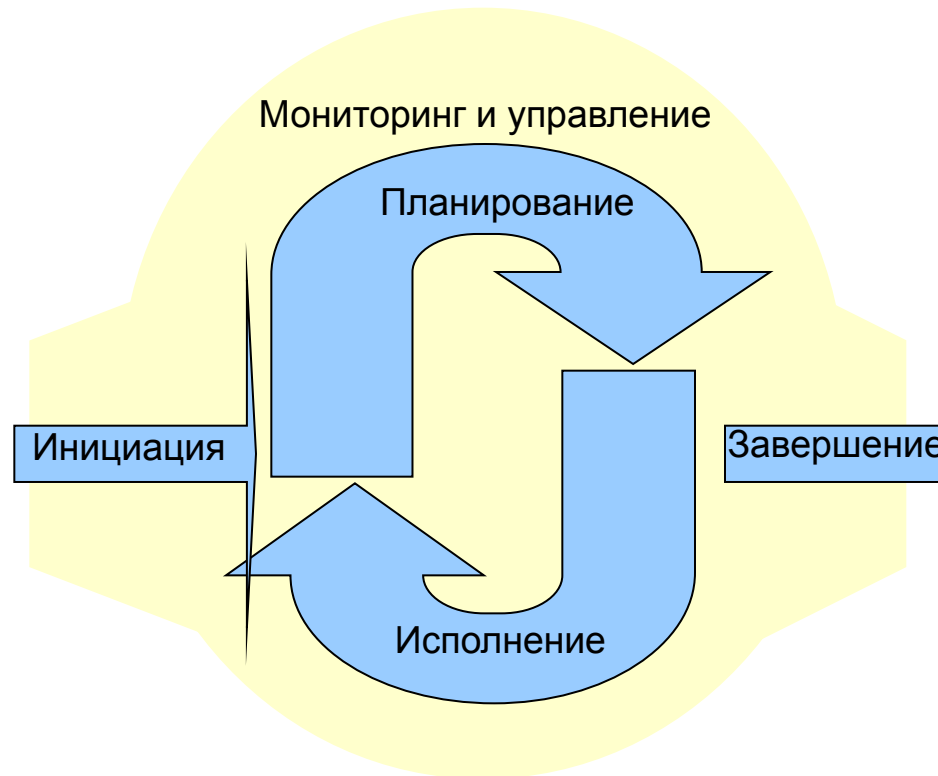 Мониторинг и управление
Планирование
Инициация
Завершение
Исполнение